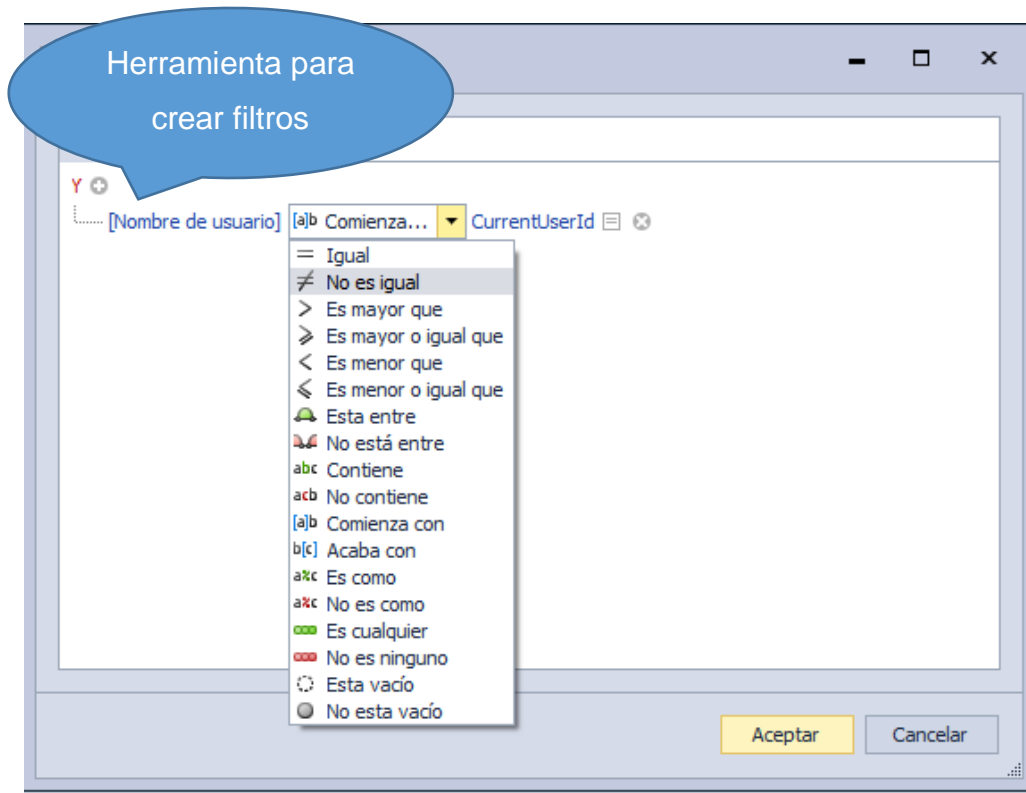 Herramienta para
crear filtros
Y
[Nombre de usuario] [a]b Comienza... CurrentUserId
= Igual
≠ No es igual
> Es mayor que
⩾ Es mayor o igual que
< Es menor que
⩽ Es menor o igual que
Esta entre
No está entre
abc Contiene
acb No contiene
[a]b Comienza con
b[c] Acaba con
a%c Es como
a%c No es como
Es cualquier
No es ninguno
Esta vacío
No esta vacío
Aceptar Cancelar